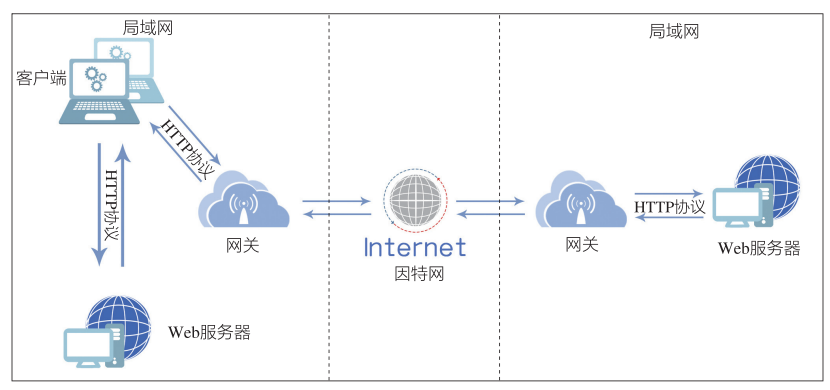 局域网
局域网
客户端
HTTP协议
HTTP协议
HTTP协议
网关
Internet
因特网
网关
Web服务器
Web服务器